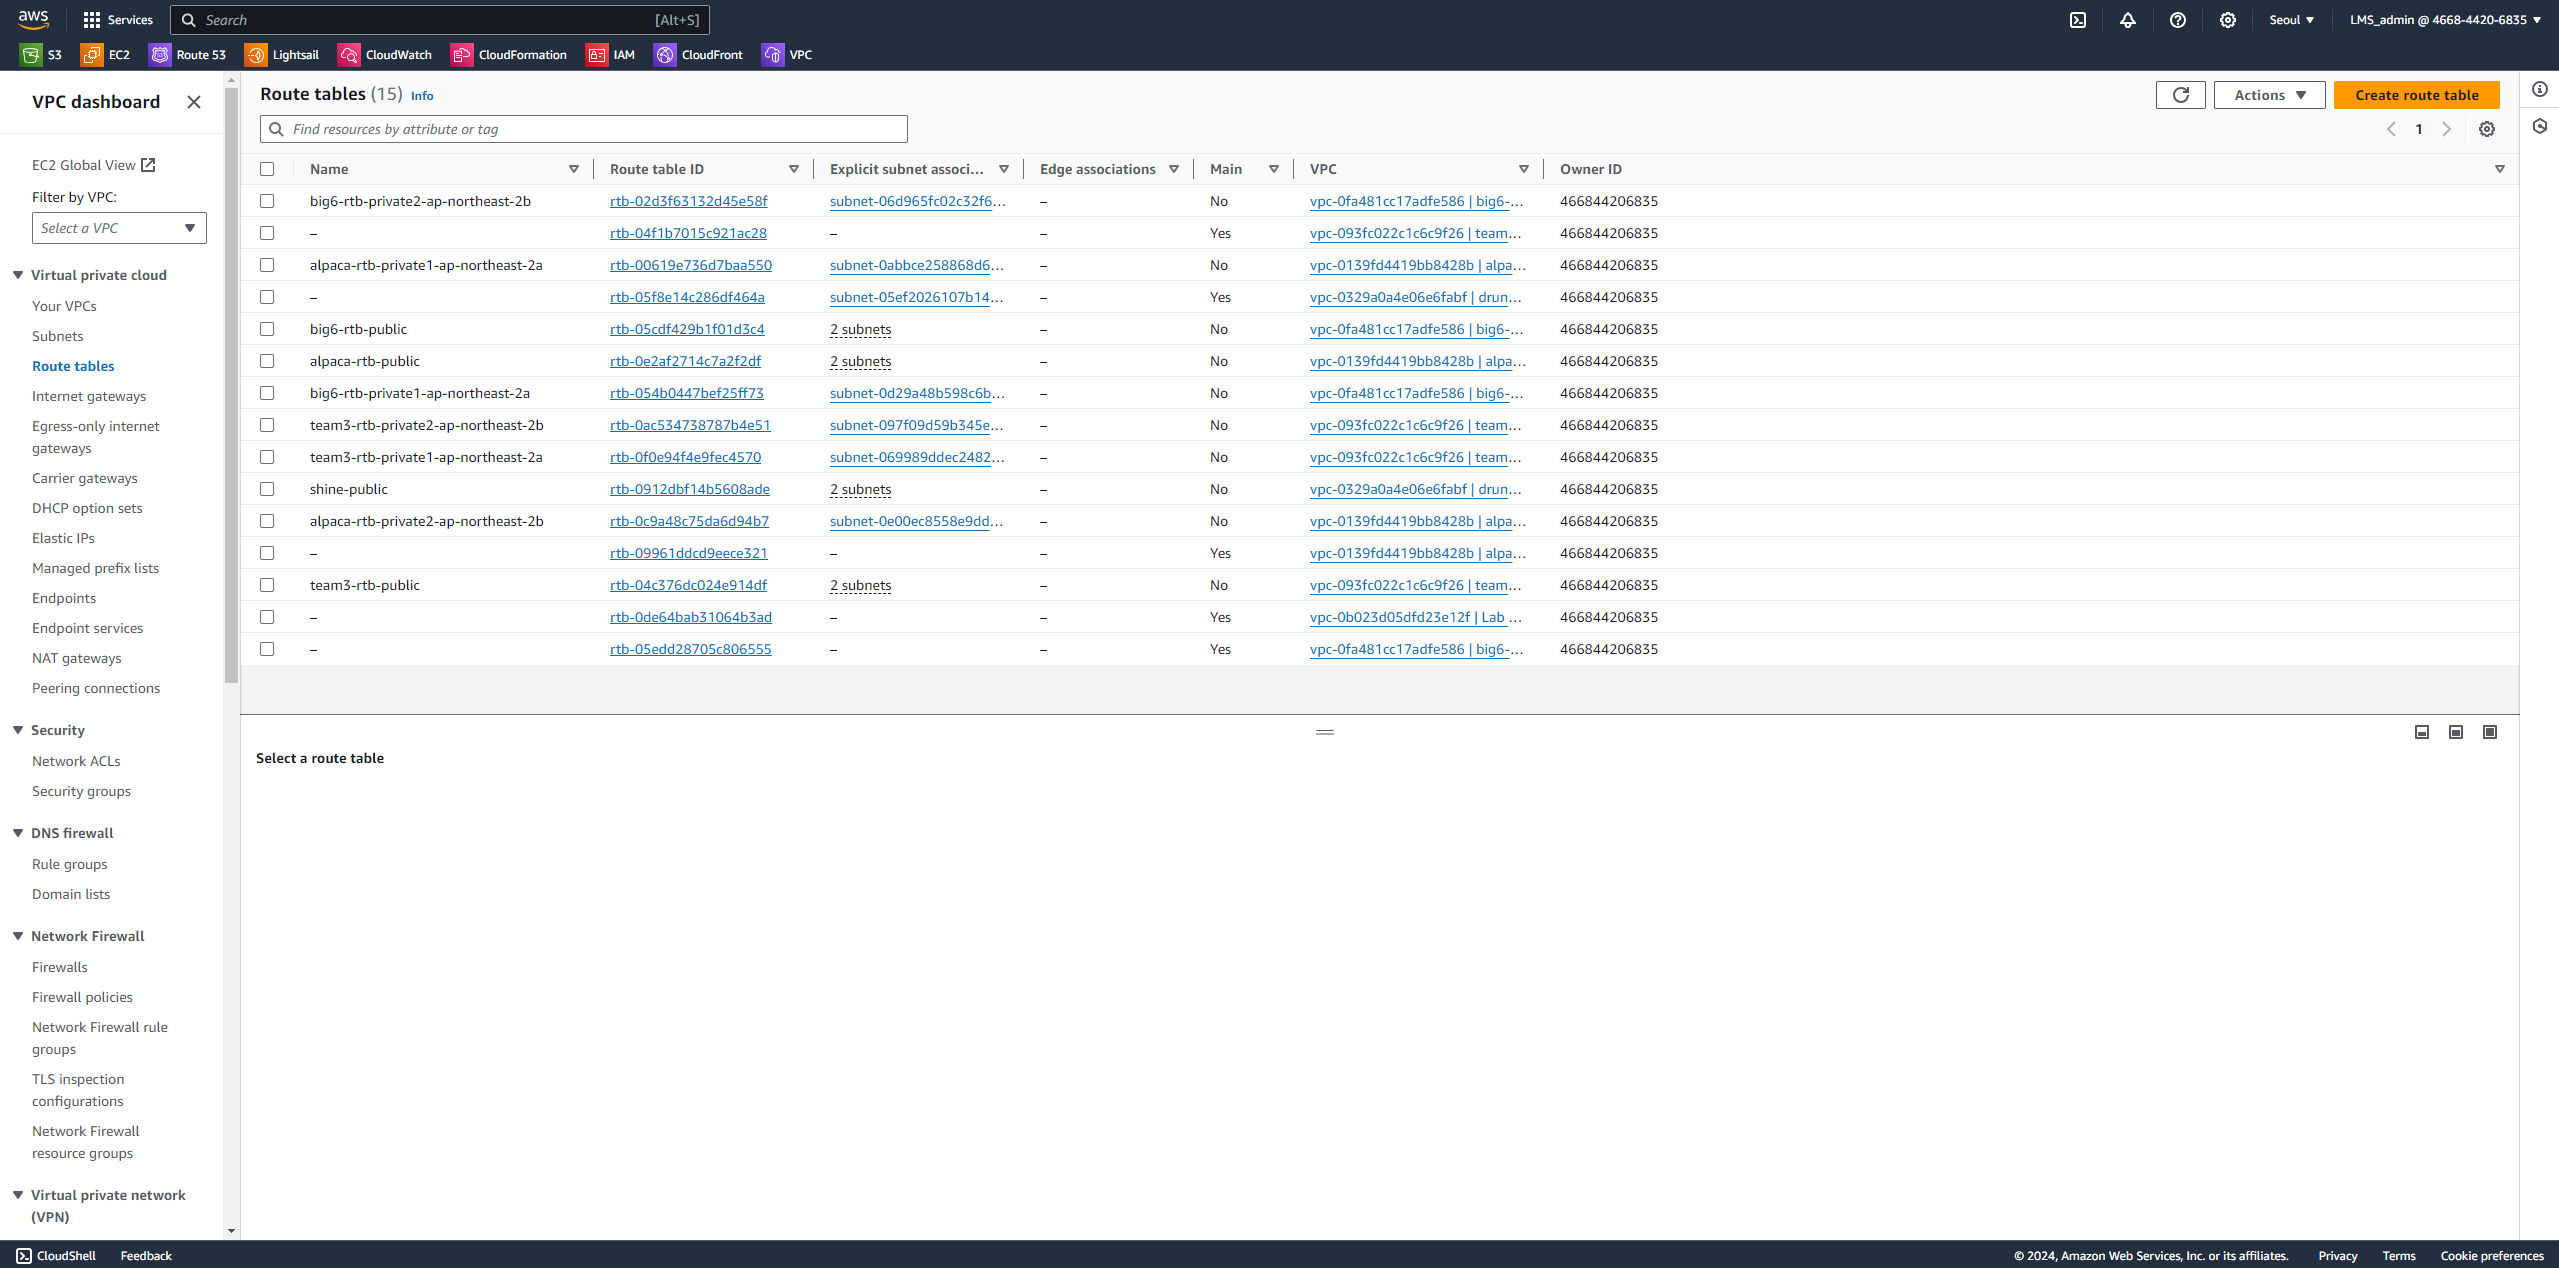 aws
Services
Search
[Alt+S]
Seoul ▼
LMS_admin @ 4668-4420-6835 ▼
S3
EC2
Route 53
Lightsail
CloudWatch
CloudFormation
IAM
CloudFront
VPC
VPC dashboard
EC2 Global View
Filter by VPC:
Select a VPC
Virtual private cloud
Your VPCs
Subnets
Route tables
Internet gateways
Egress-only internet
gateways
Carrier gateways
DHCP option sets
Elastic IPs
Managed prefix lists
Endpoints
Endpoint services
NAT gateways
Peering connections
Security
Network ACLs
Security groups
DNS firewall
Rule groups
Domain lists
Network Firewall
Firewalls
Firewall policies
Network Firewall rule
groups
TLS inspection
configurations
Network Firewall
resource groups
Virtual private network
(VPN)
Route tables (15) Info
Actions ▼
Create route table
Find resources by attribute or tag
1
Name Route table ID Explicit subnet associ... Edge associations Main VPC Owner ID
big6-rtb-private2-ap-northeast-2b rtb-02d3f63132d45e58f subnet-06d965fc02c32f6... – No vpc-0fa481cc17adfe586 | big6-... 466844206835
– rtb-04f1b7015c921ac28 – – Yes vpc-093fc022c1c6c9f26 | team... 466844206835
alpaca-rtb-private1-ap-northeast-2a rtb-00619e736d7baa550 subnet-0abbce258868d6... – No vpc-0139fd4419bb8428b | alpa... 466844206835
– rtb-05f8e14c286df464a subnet-05ef2026107b14... – Yes vpc-0329a0a4e06e6fabf | drun... 466844206835
big6-rtb-public rtb-05cdf429b1f01d3c4 2 subnets – No vpc-0fa481cc17adfe586 | big6-... 466844206835
alpaca-rtb-public rtb-0e2af2714c7a2f2df 2 subnets – No vpc-0139fd4419bb8428b | alpa... 466844206835
big6-rtb-private1-ap-northeast-2a rtb-054b0447bef25ff73 subnet-0d29a48b598c6b... – No vpc-0fa481cc17adfe586 | big6-... 466844206835
team3-rtb-private2-ap-northeast-2b rtb-0ac534738787b4e51 subnet-097f09d59b345e... – No vpc-093fc022c1c6c9f26 | team... 466844206835
team3-rtb-private1-ap-northeast-2a rtb-0f0e94f4e9fec4570 subnet-069989ddec2482... – No vpc-093fc022c1c6c9f26 | team... 466844206835
shine-public rtb-0912dbf14b5608ade 2 subnets – No vpc-0329a0a4e06e6fabf | drun... 466844206835
alpaca-rtb-private2-ap-northeast-2b rtb-0c9a48c75da6d94b7 subnet-0e00ec8558e9dd... – No vpc-0139fd4419bb8428b | alpa... 466844206835
– rtb-09961ddcd9eece321 – – Yes vpc-0139fd4419bb8428b | alpa... 466844206835
team3-rtb-public rtb-04c376dc024e914df 2 subnets – No vpc-093fc022c1c6c9f26 | team... 466844206835
– rtb-0de64bab31064b3ad – – Yes vpc-0b023d05dfd23e12f | Lab ... 466844206835
– rtb-05edd28705c806555 – – Yes vpc-0fa481cc17adfe586 | big6-... 466844206835
Select a route table
CloudShell
Feedback
© 2024, Amazon Web Services, Inc. or its affiliates.
Privacy
Terms
Cookie preferences